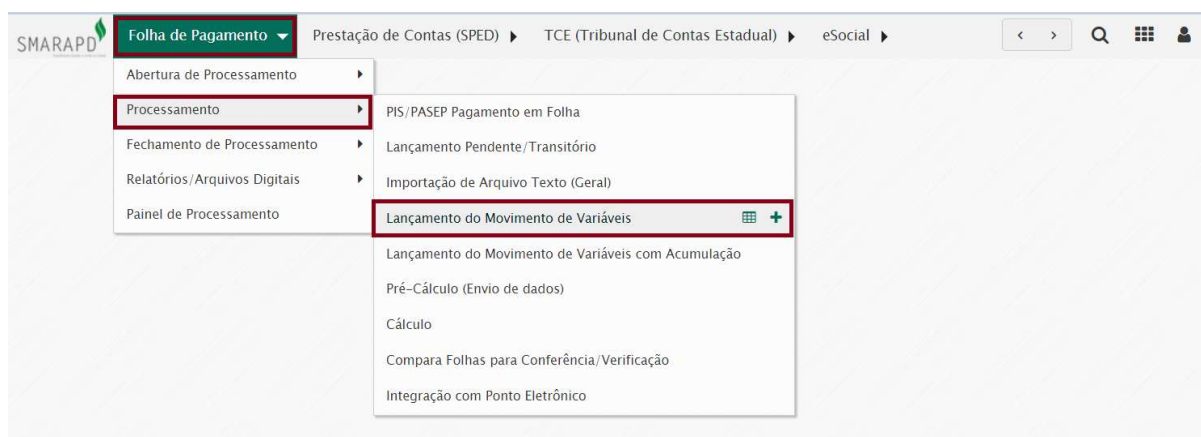 SMARAPD
Folha de Pagamento
Prestação de Contas (SPED)
TCE (Tribunal de Contas Estadual)
eSocial
Abertura de Processamento
Processamento
Fechamento de Processamento
Relatórios/Arquivos Digitais
Painel de Processamento
PIS/PASEP Pagamento em Folha
Lançamento Pendente/Transitório
Importação de Arquivo Texto (Geral)
Lançamento do Movimento de Variáveis
Lançamento do Movimento de Variáveis com Acumulação
Pré-Cálculo (Envio de dados)
Cálculo
Compara Folhas para Conferência/Verificação
Integração com Ponto Eletrônico